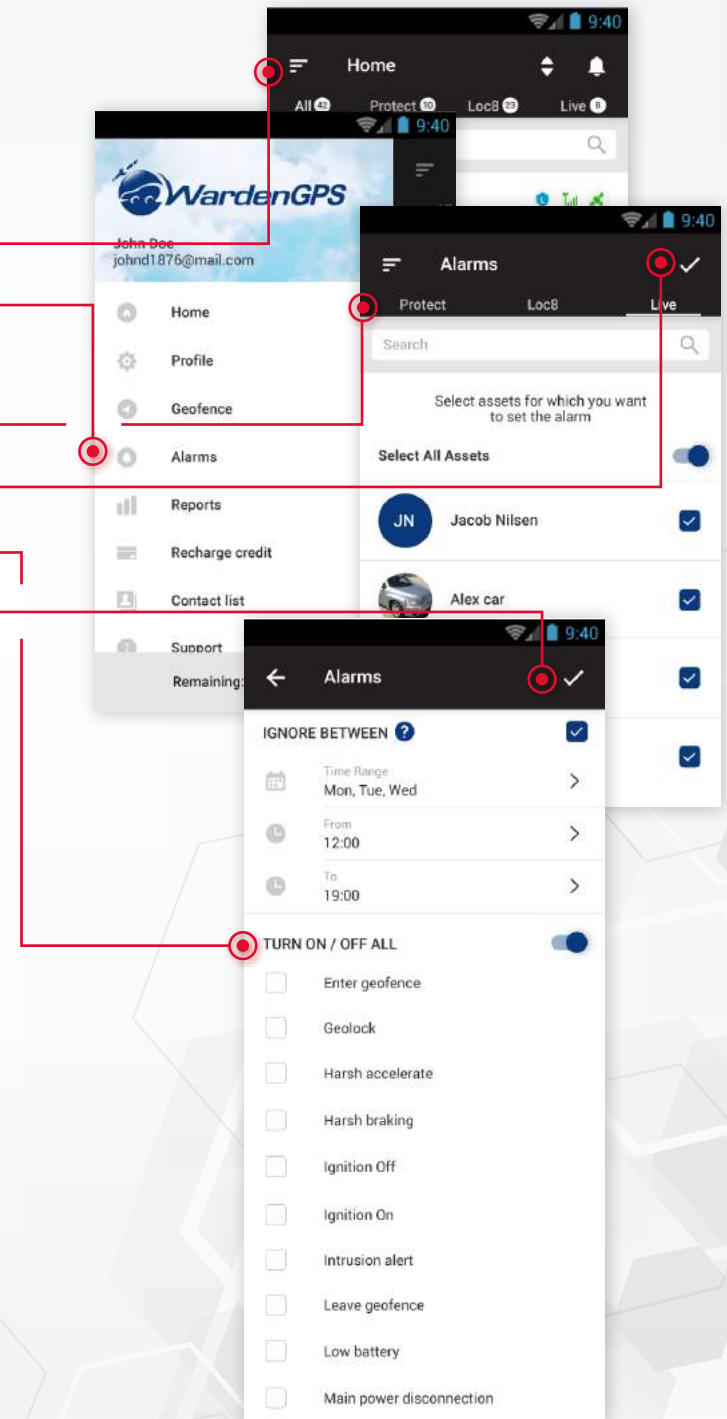 9:40
Home
All 42 Protect 10 Loc8 23 Live 8
9:40
WardenGPS
John Doe
johnd1876@mail.com
Home
Profile
Geofence
Alarms
Reports
Recharge credit
Contact list
Support
Remaining:
9:40
Alarms
Protect Loc8 Live
Search
Select assets for which you want
to set the alarm
Select All Assets
JN Jacob Nilsen
Alex car
9:40
Alarms
IGNORE BETWEEN ?
Time Range
Mon, Tue, Wed
From
12:00
To
19:00
TURN ON / OFF ALL
Enter geofence
Geolock
Harsh accelerate
Harsh braking
Ignition Off
Ignition On
Intrusion alert
Leave geofence
Low battery
Main power disconnection